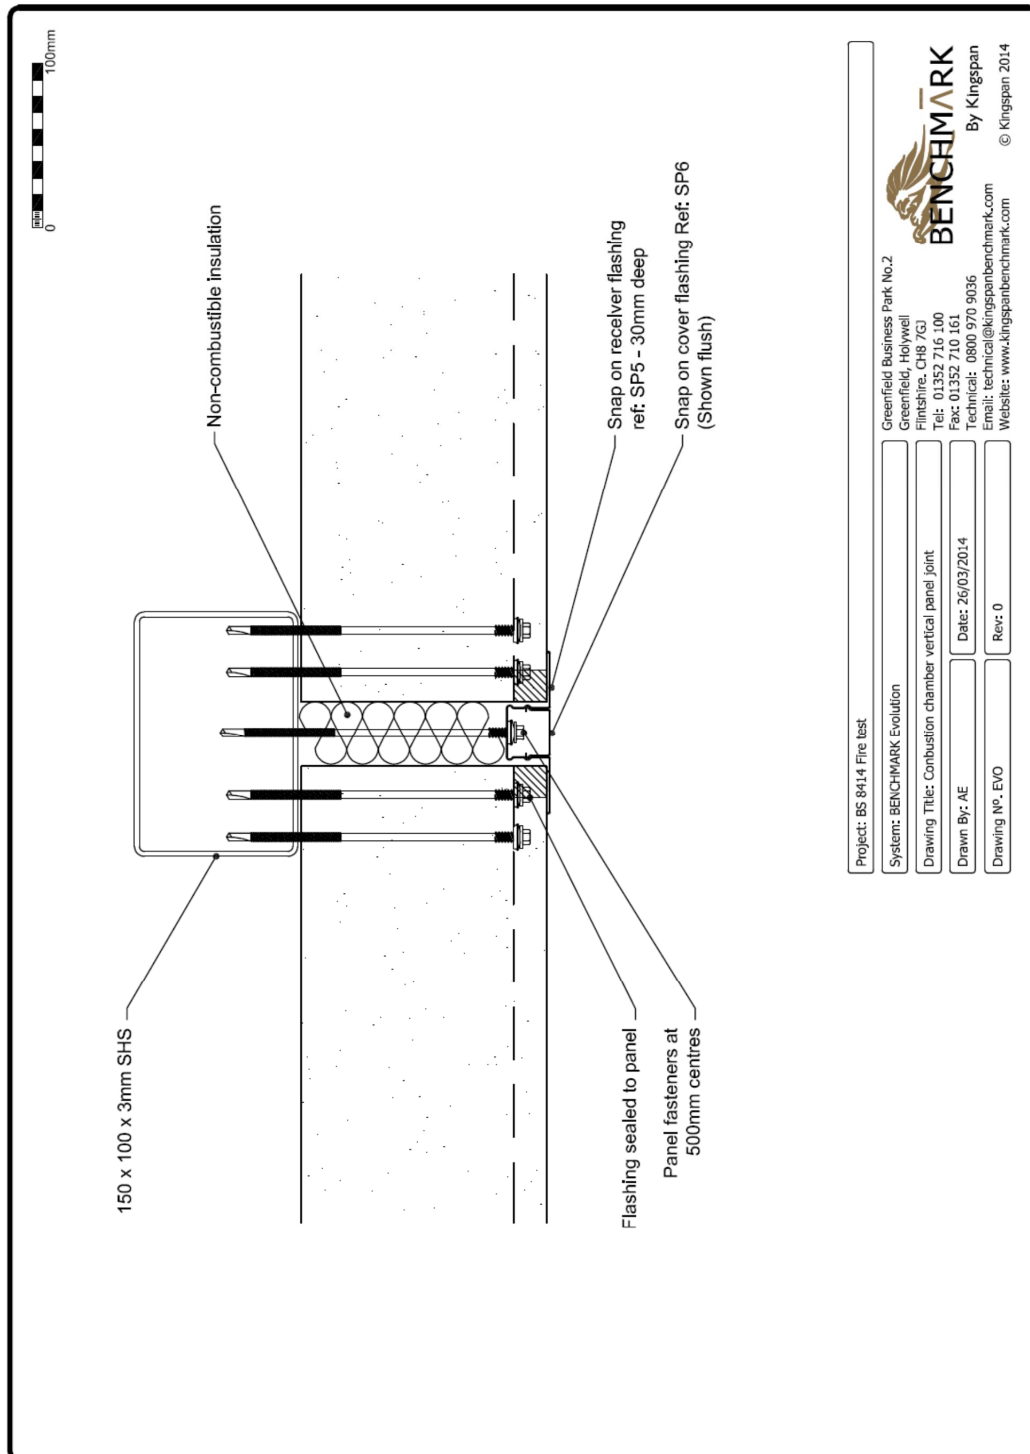 0
100mm
150 x 100 x 3mm SHS
Non-combustible insulation
Flashing sealed to panel
Panel fasteners at
500mm centres
Snap on receiver flashing
ref: SP5 - 30mm deep
Snap on cover flashing Ref: SP6
(Shown flush)
Project: BS 8414 Fire test
System: BENCHMARK Evolution
Drawing Title: Conbustion chamber vertical panel joint
Drawn By: AE
Date: 26/03/2014
Drawing Nº. EVO
Rev: 0
Greenfield Business Park No.2
Greenfield, Holywell
Flintshire. CH8 7GJ
Tel: 01352 716 100
Fax: 01352 710 161
Technical: 0800 970 9036
Email: technical@kingspanbenchmark.com
Website: www.kingspanbenchmark.com
BENCHMARK
By Kingspan
© Kingspan 2014